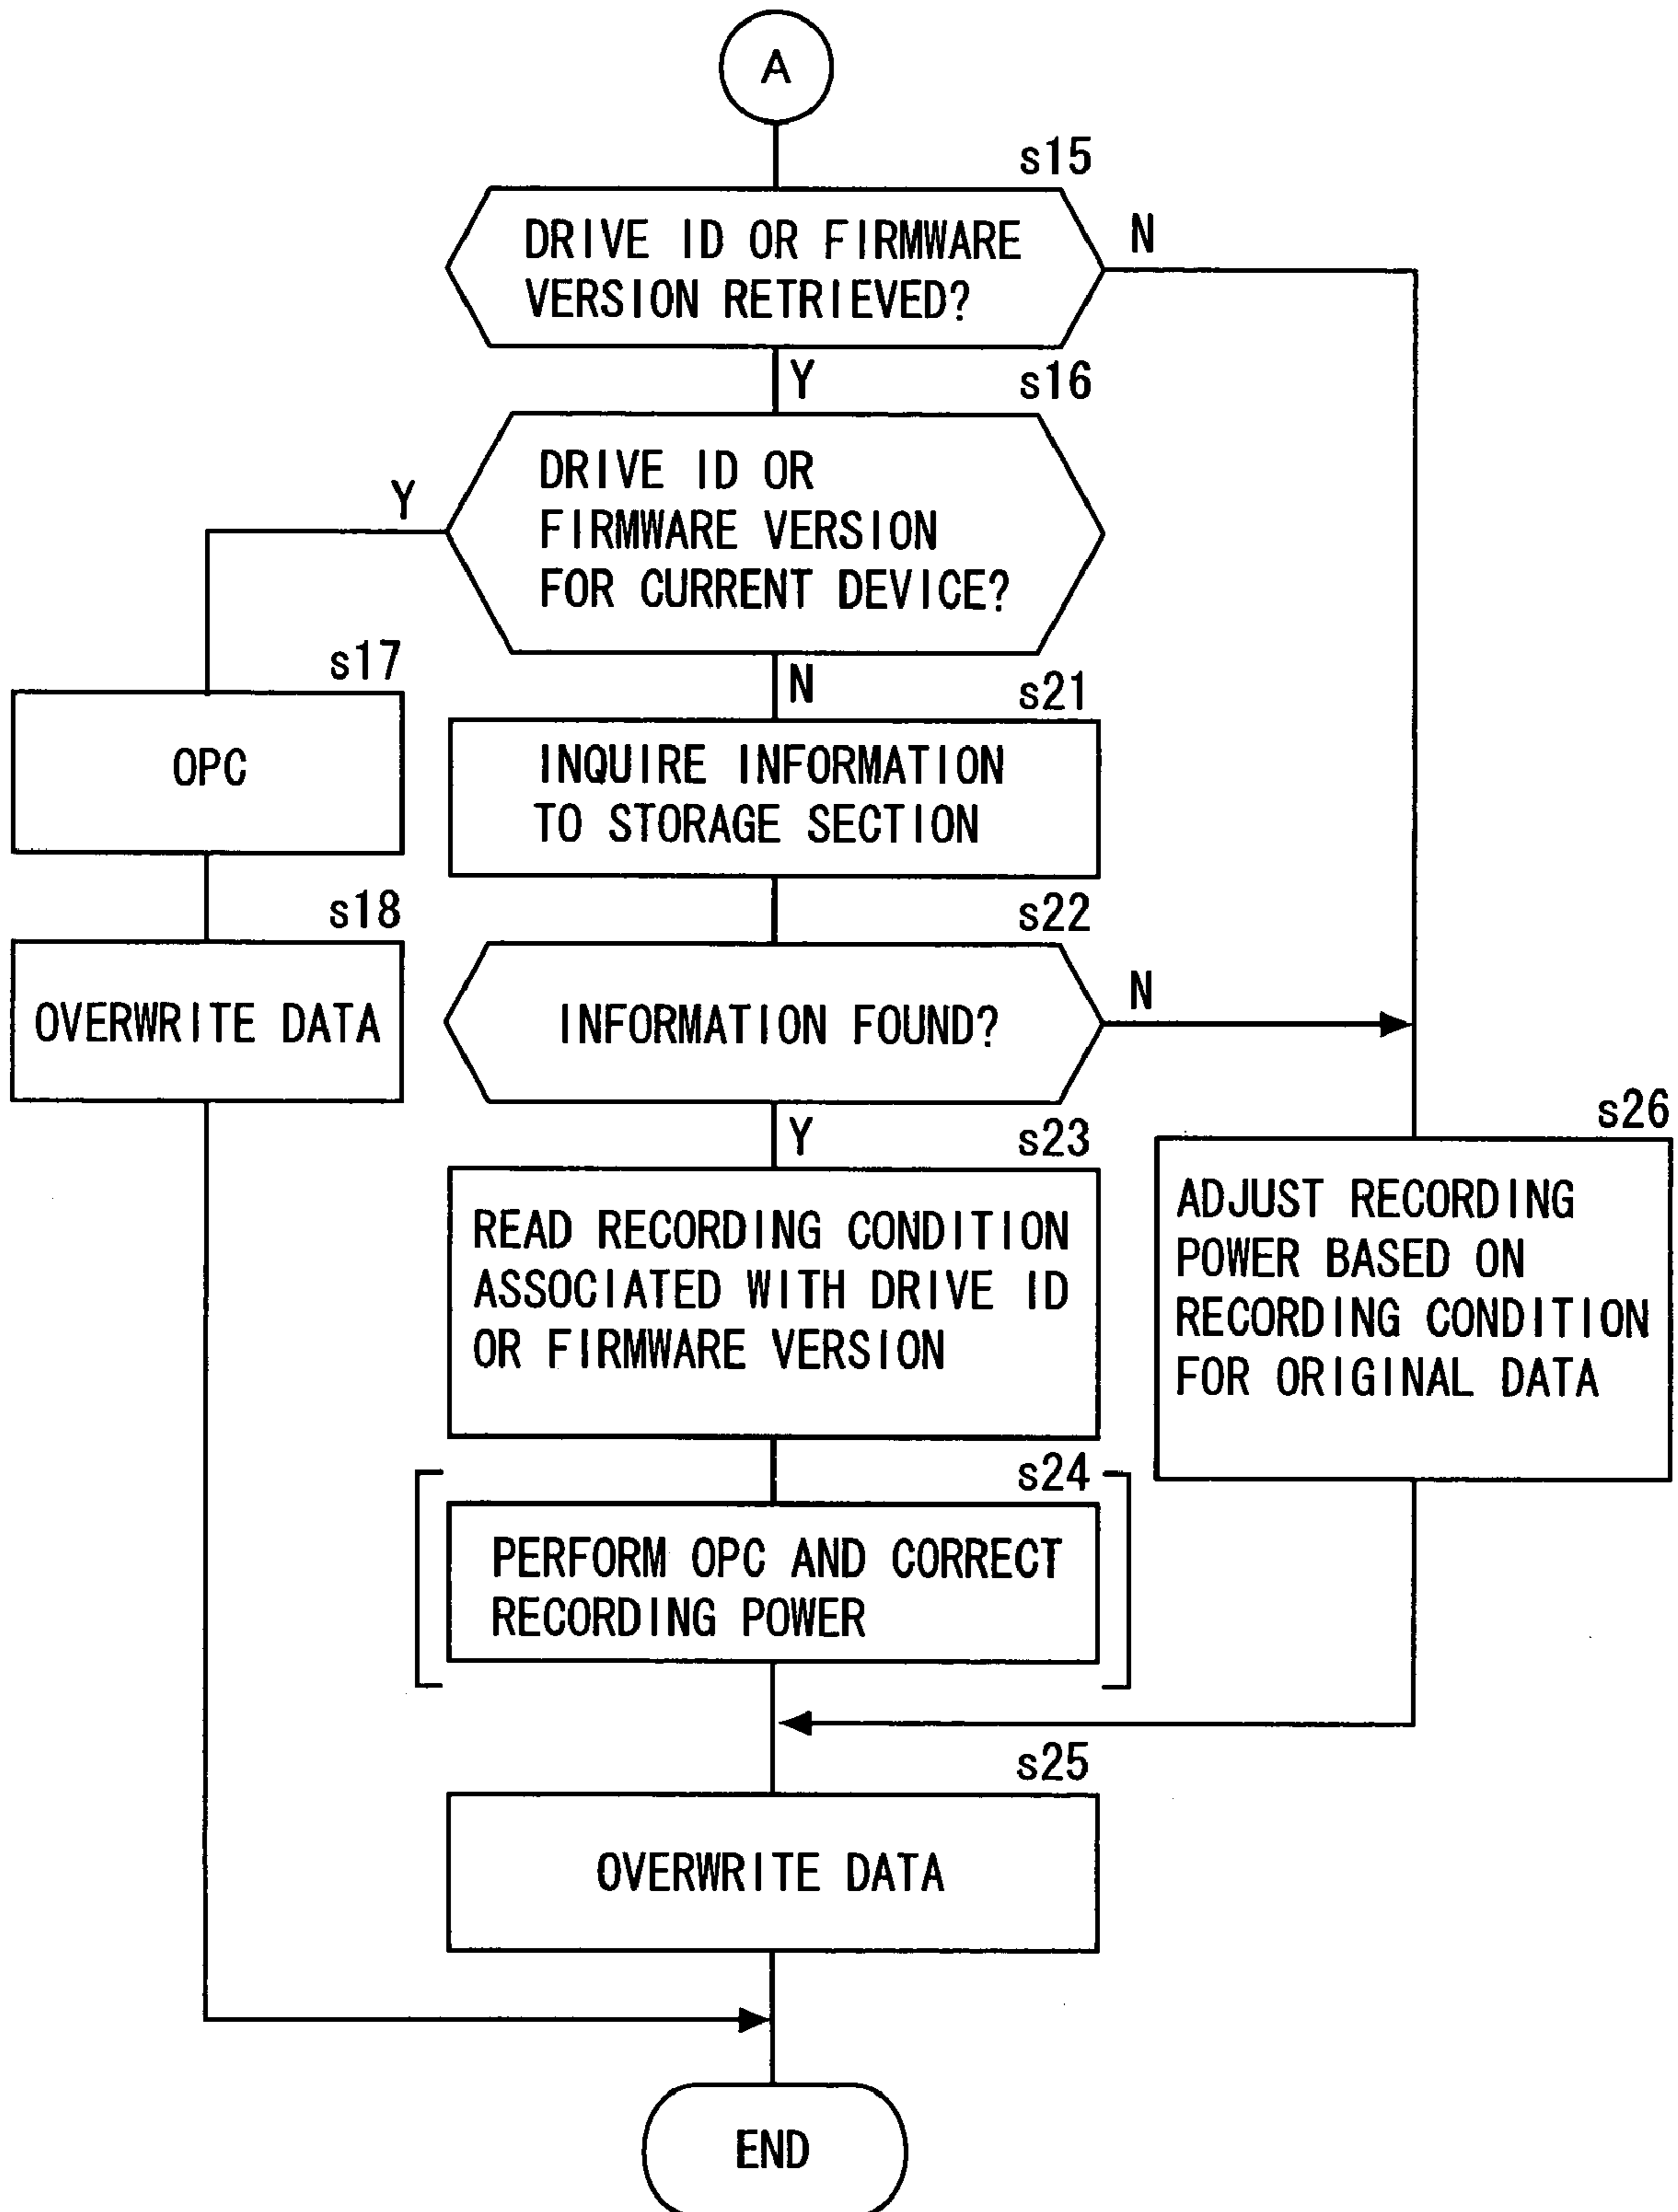 A
s15
DRIVE ID OR FIRMWARE
VERSION RETRIEVED?
N
Y
s16
DRIVE ID OR
FIRMWARE VERSION
FOR CURRENT DEVICE?
Y
N
s17
OPC
s21
INQUIRE INFORMATION
TO STORAGE SECTION
s18
OVERWRITE DATA
s22
INFORMATION FOUND?
N
Y
s23
READ RECORDING CONDITION
ASSOCIATED WITH DRIVE ID
OR FIRMWARE VERSION
s26
ADJUST RECORDING
POWER BASED ON
RECORDING CONDITION
FOR ORIGINAL DATA
s24
PERFORM OPC AND CORRECT
RECORDING POWER
s25
OVERWRITE DATA
END